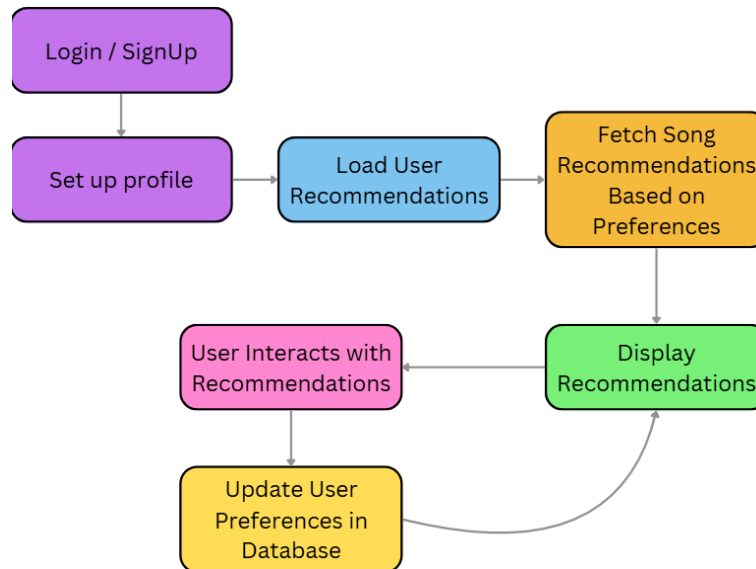 Login / SignUp
Set up profile
Load User
Recommendations
Fetch Song
Recommendations
Based on
Preferences
Display
Recommendations
User Interacts with
Recommendations
Update User
Preferences in
Database